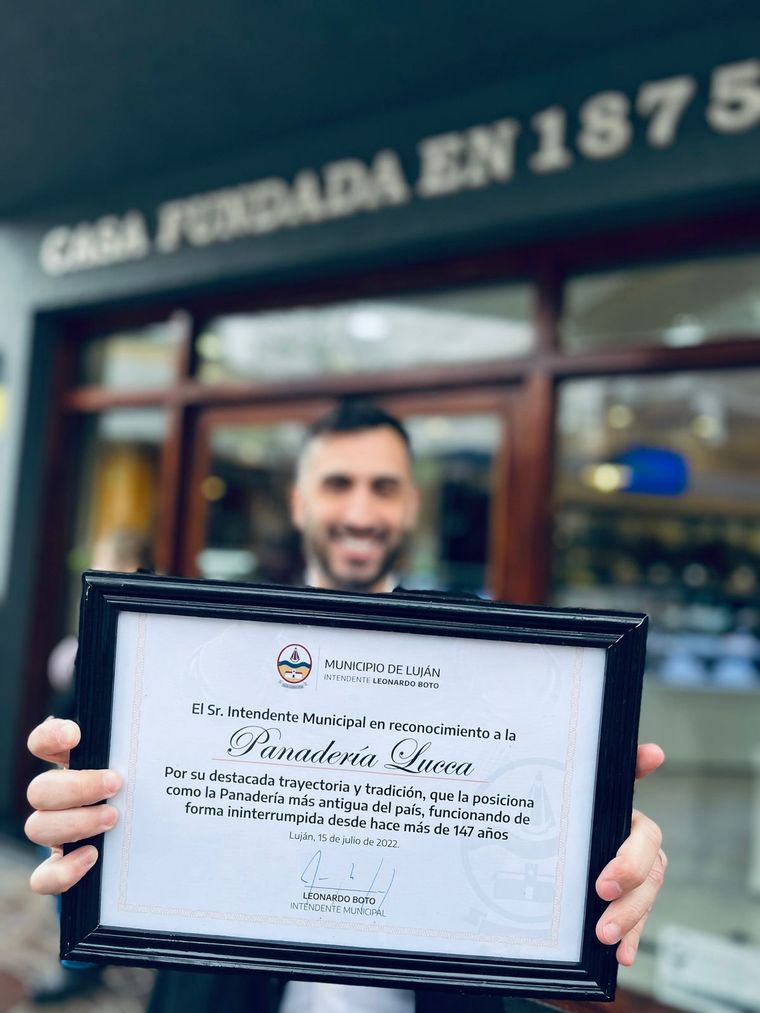 CASA FUNDADA EN 1875
MUNICIPIO DE LUJÁN
INTENDENTE LEONARDO BOTO
El Sr. Intendente Municipal en reconocimiento a la
Panadería Lucca
Por su destacada trayectoria y tradición, que la posiciona
como la Panadería más antigua del país, funcionando de
forma ininterrumpida desde hace más de 147 años
Luján, 15 de julio de 2022.
LEONARDO BOTO
INTENDENTE MUNICIPAL